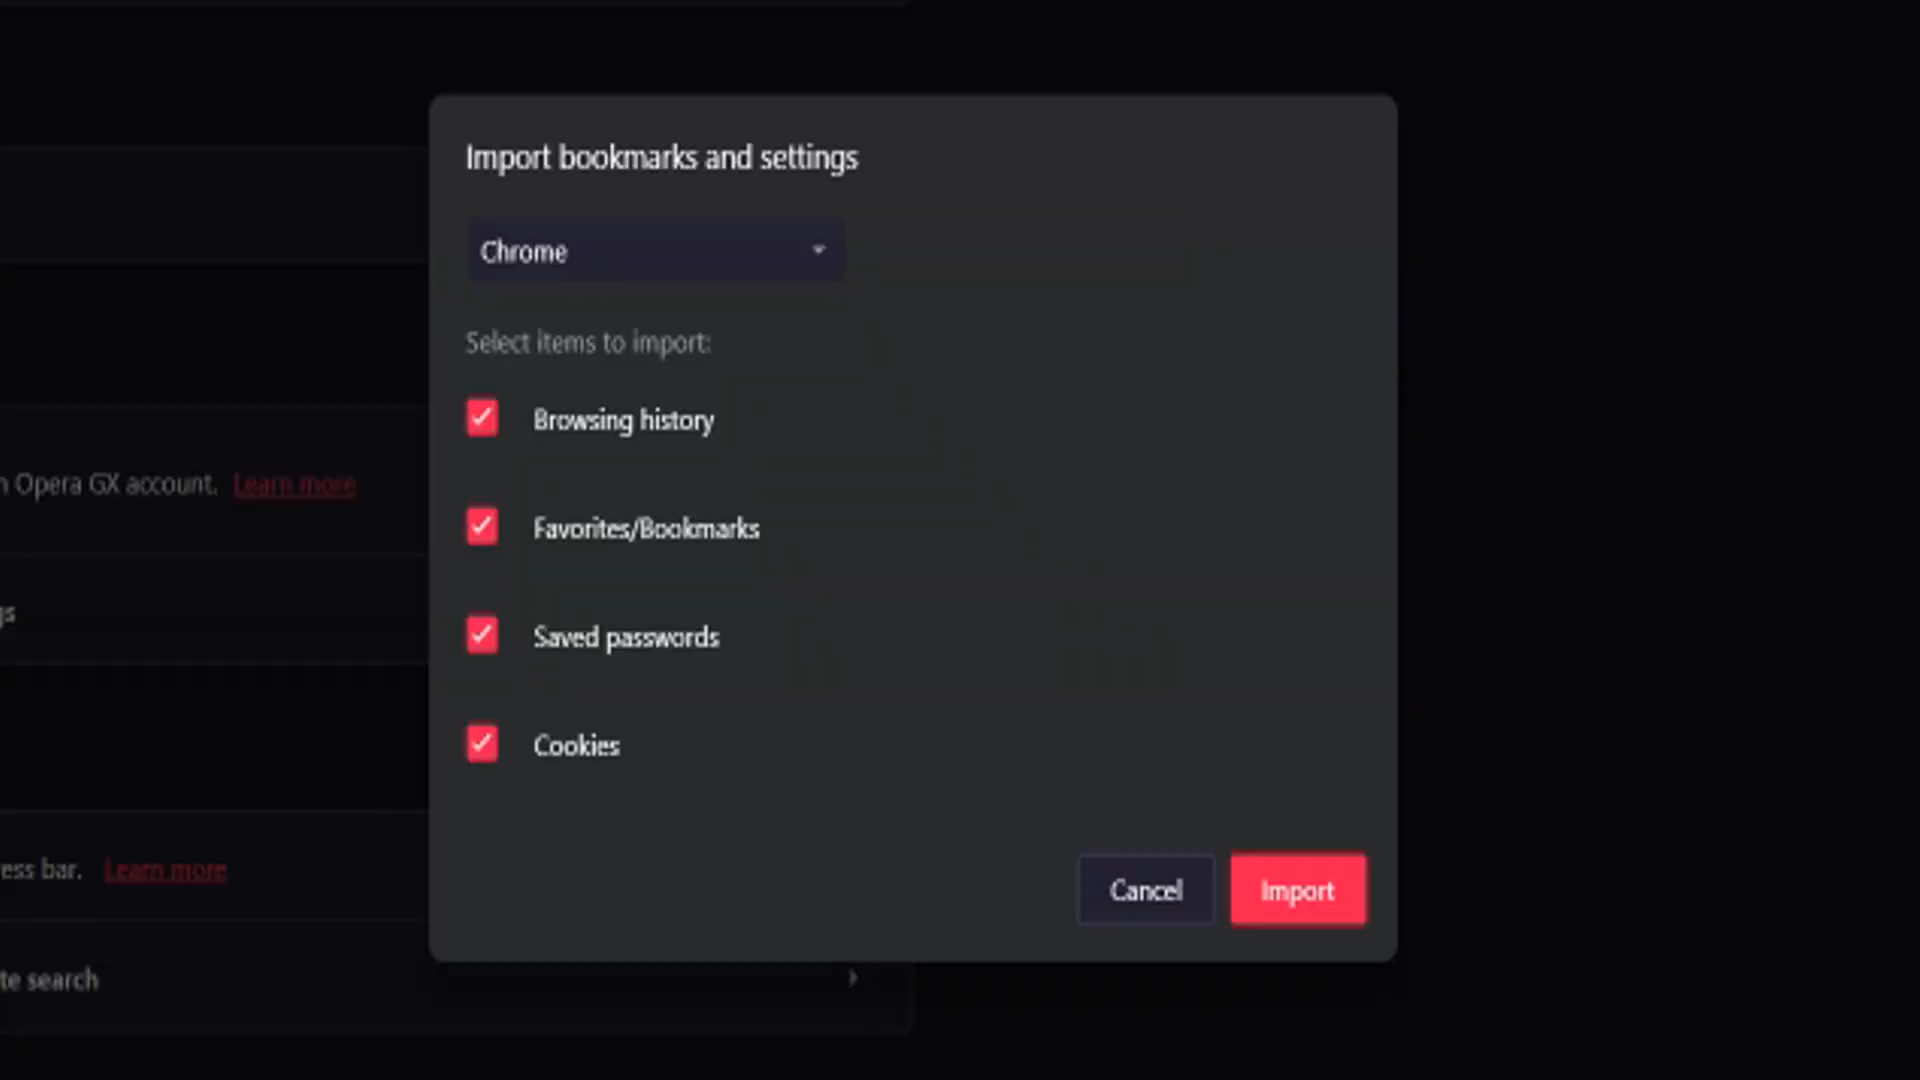 Import bookmarks and settings
Chrome
Select items to import:
Browsing history
Opera GX account. Learn more
Favorites/Bookmarks
gs
Saved passwords
Cookies
ess bar. Learn more
Cancel Import
te search